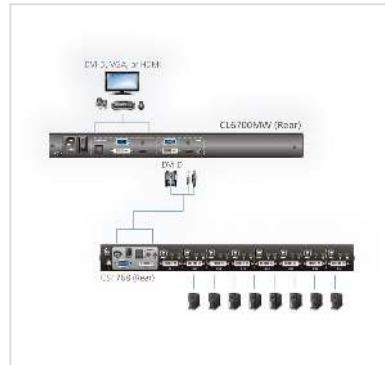 DVI-D, VGA, or HDMI
CL6700MW (Rear)
DVI-D
CS1768 (Rear)